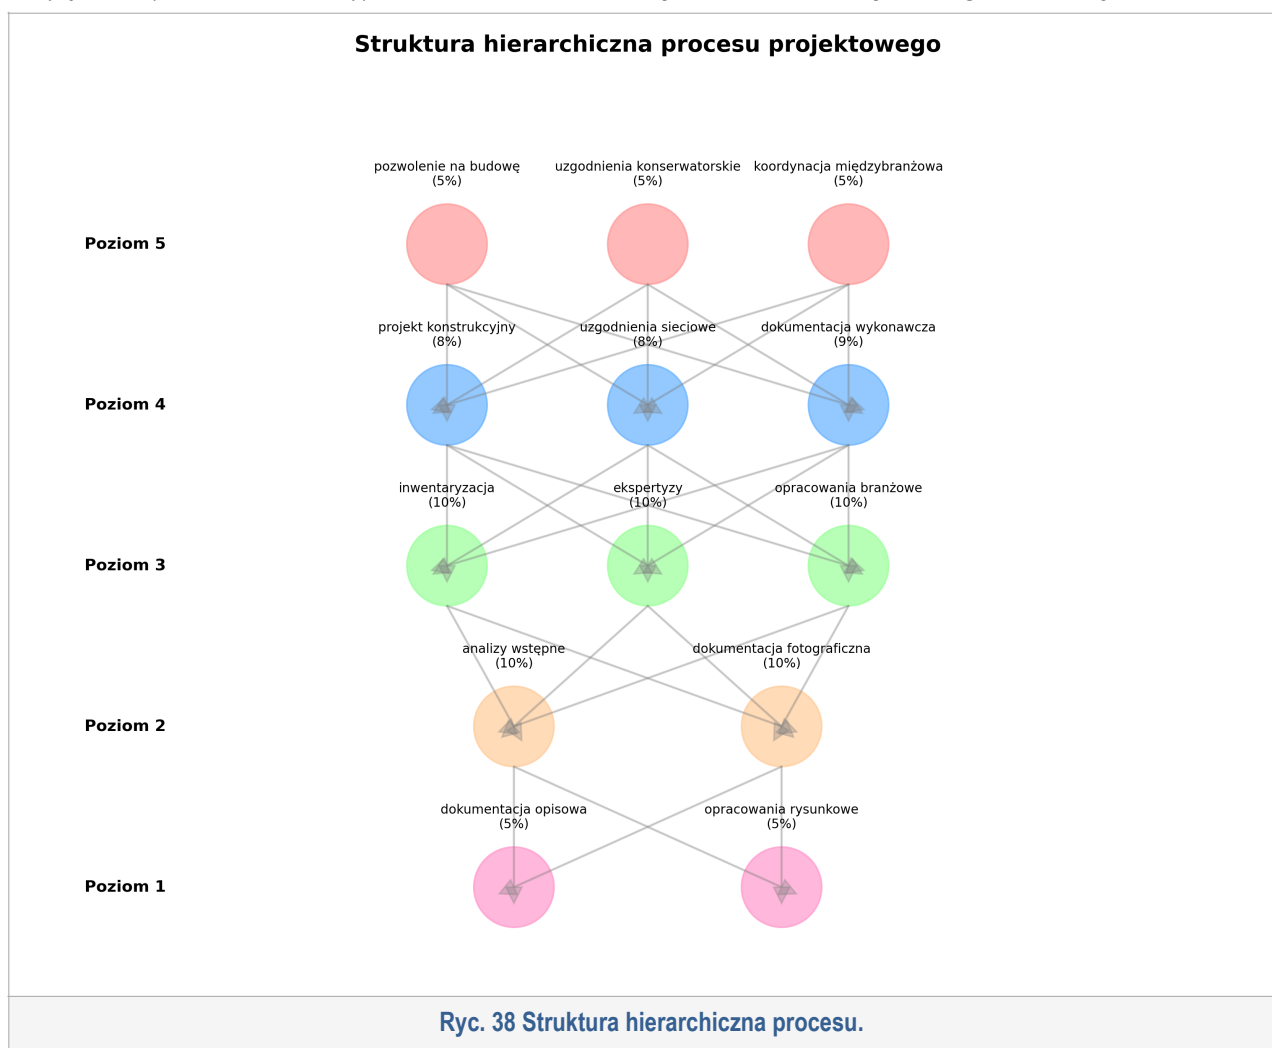 Struktura hierarchiczna procesu projektowego
pozwolenie na budowę
(5%)
uzgodnienia konserwatorskie
(5%)
koordynacja międzybranżowa
(5%)
Poziom 5
projekt konstrukcyjny
(8%)
uzgodnienia sieciowe
(8%)
dokumentacja wykonawcza
(9%)
Poziom 4
inwentaryzacja
(10%)
ekspertyzy
(10%)
opracowania branżowe
(10%)
Poziom 3
analizy wstępne
(10%)
dokumentacja fotograficzna
(10%)
Poziom 2
dokumentacja opisowa
(5%)
opracowania rysunkowe
(5%)
Poziom 1
Ryc. 38 Struktura hierarchiczna procesu.